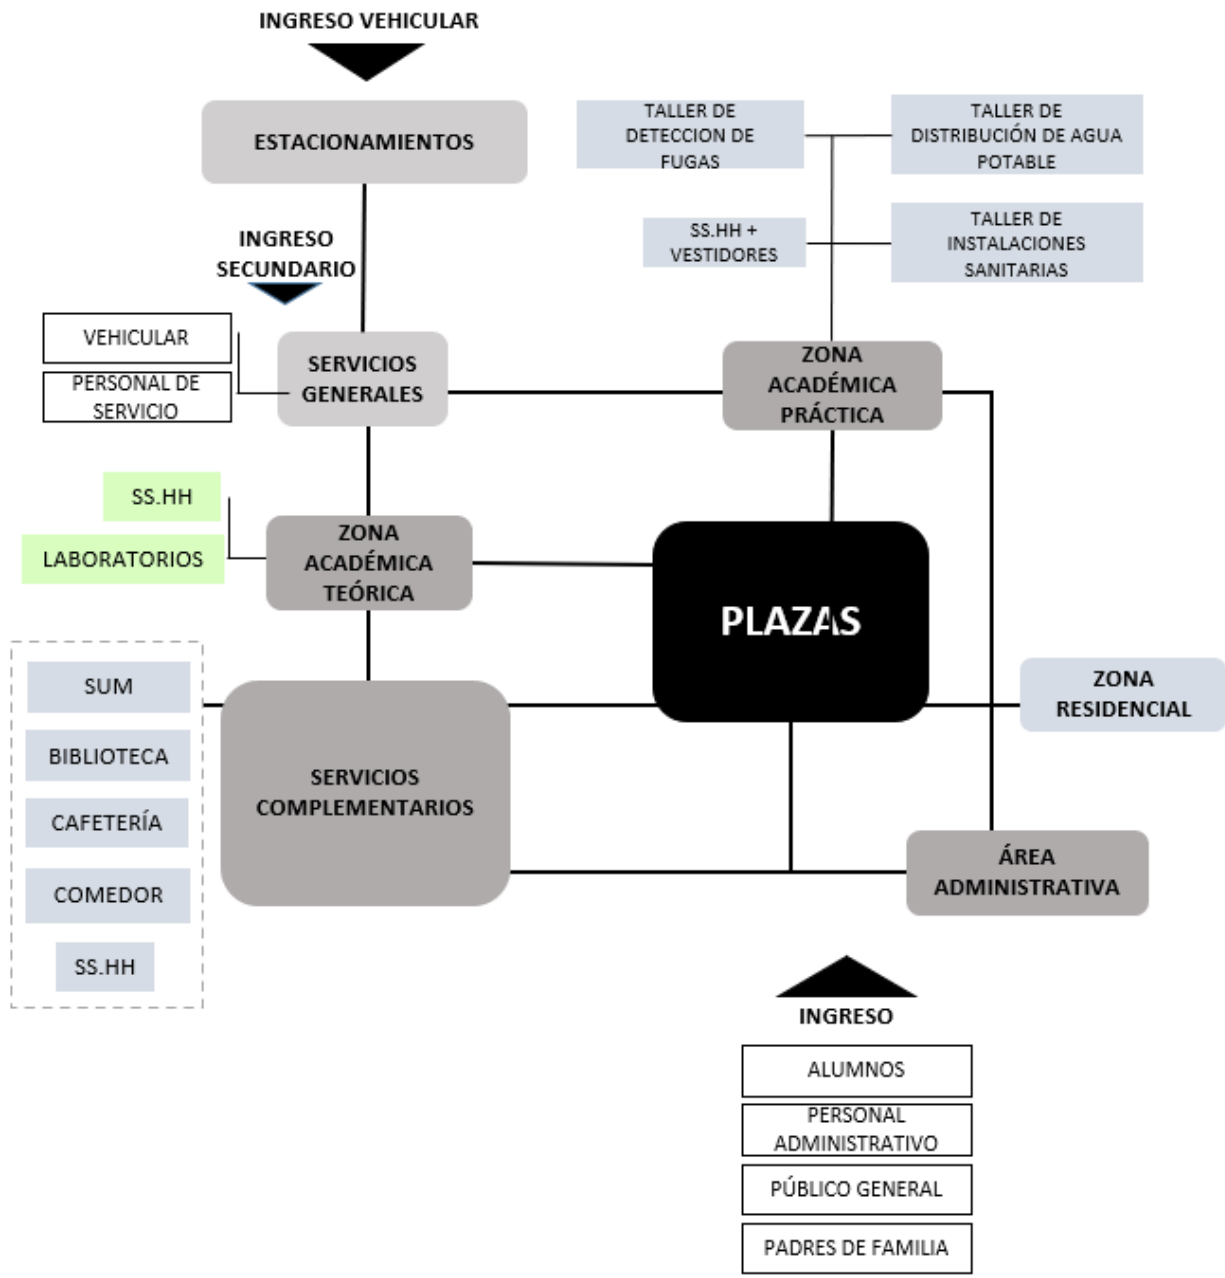 INGRESO VEHICULAR
ESTACIONAMIENTOS
TALLER DE
DETECCION DE
FUGAS
TALLER DE
DISTRIBUCIÓN DE AGUA
POTABLE
INGRESO
SECUNDARIO
SS.HH +
VESTIDORES
TALLER DE
INSTALACIONES
SANITARIAS
VEHICULAR
PERSONAL DE
SERVICIO
SERVICIOS
GENERALES
ZONA
ACADÉMICA
PRÁCTICA
SS.HH
LABORATORIOS
ZONA
ACADÉMICA
TEÓRICA
PLAZAS
SUM
BIBLIOTECA
CAFETERÍA
COMEDOR
SS.HH
SERVICIOS
COMPLEMENTARIOS
ZONA
RESIDENCIAL
ÁREA
ADMINISTRATIVA
INGRESO
ALUMNOS
PERSONAL
ADMINISTRATIVO
PÚBLICO GENERAL
PADRES DE FAMILIA